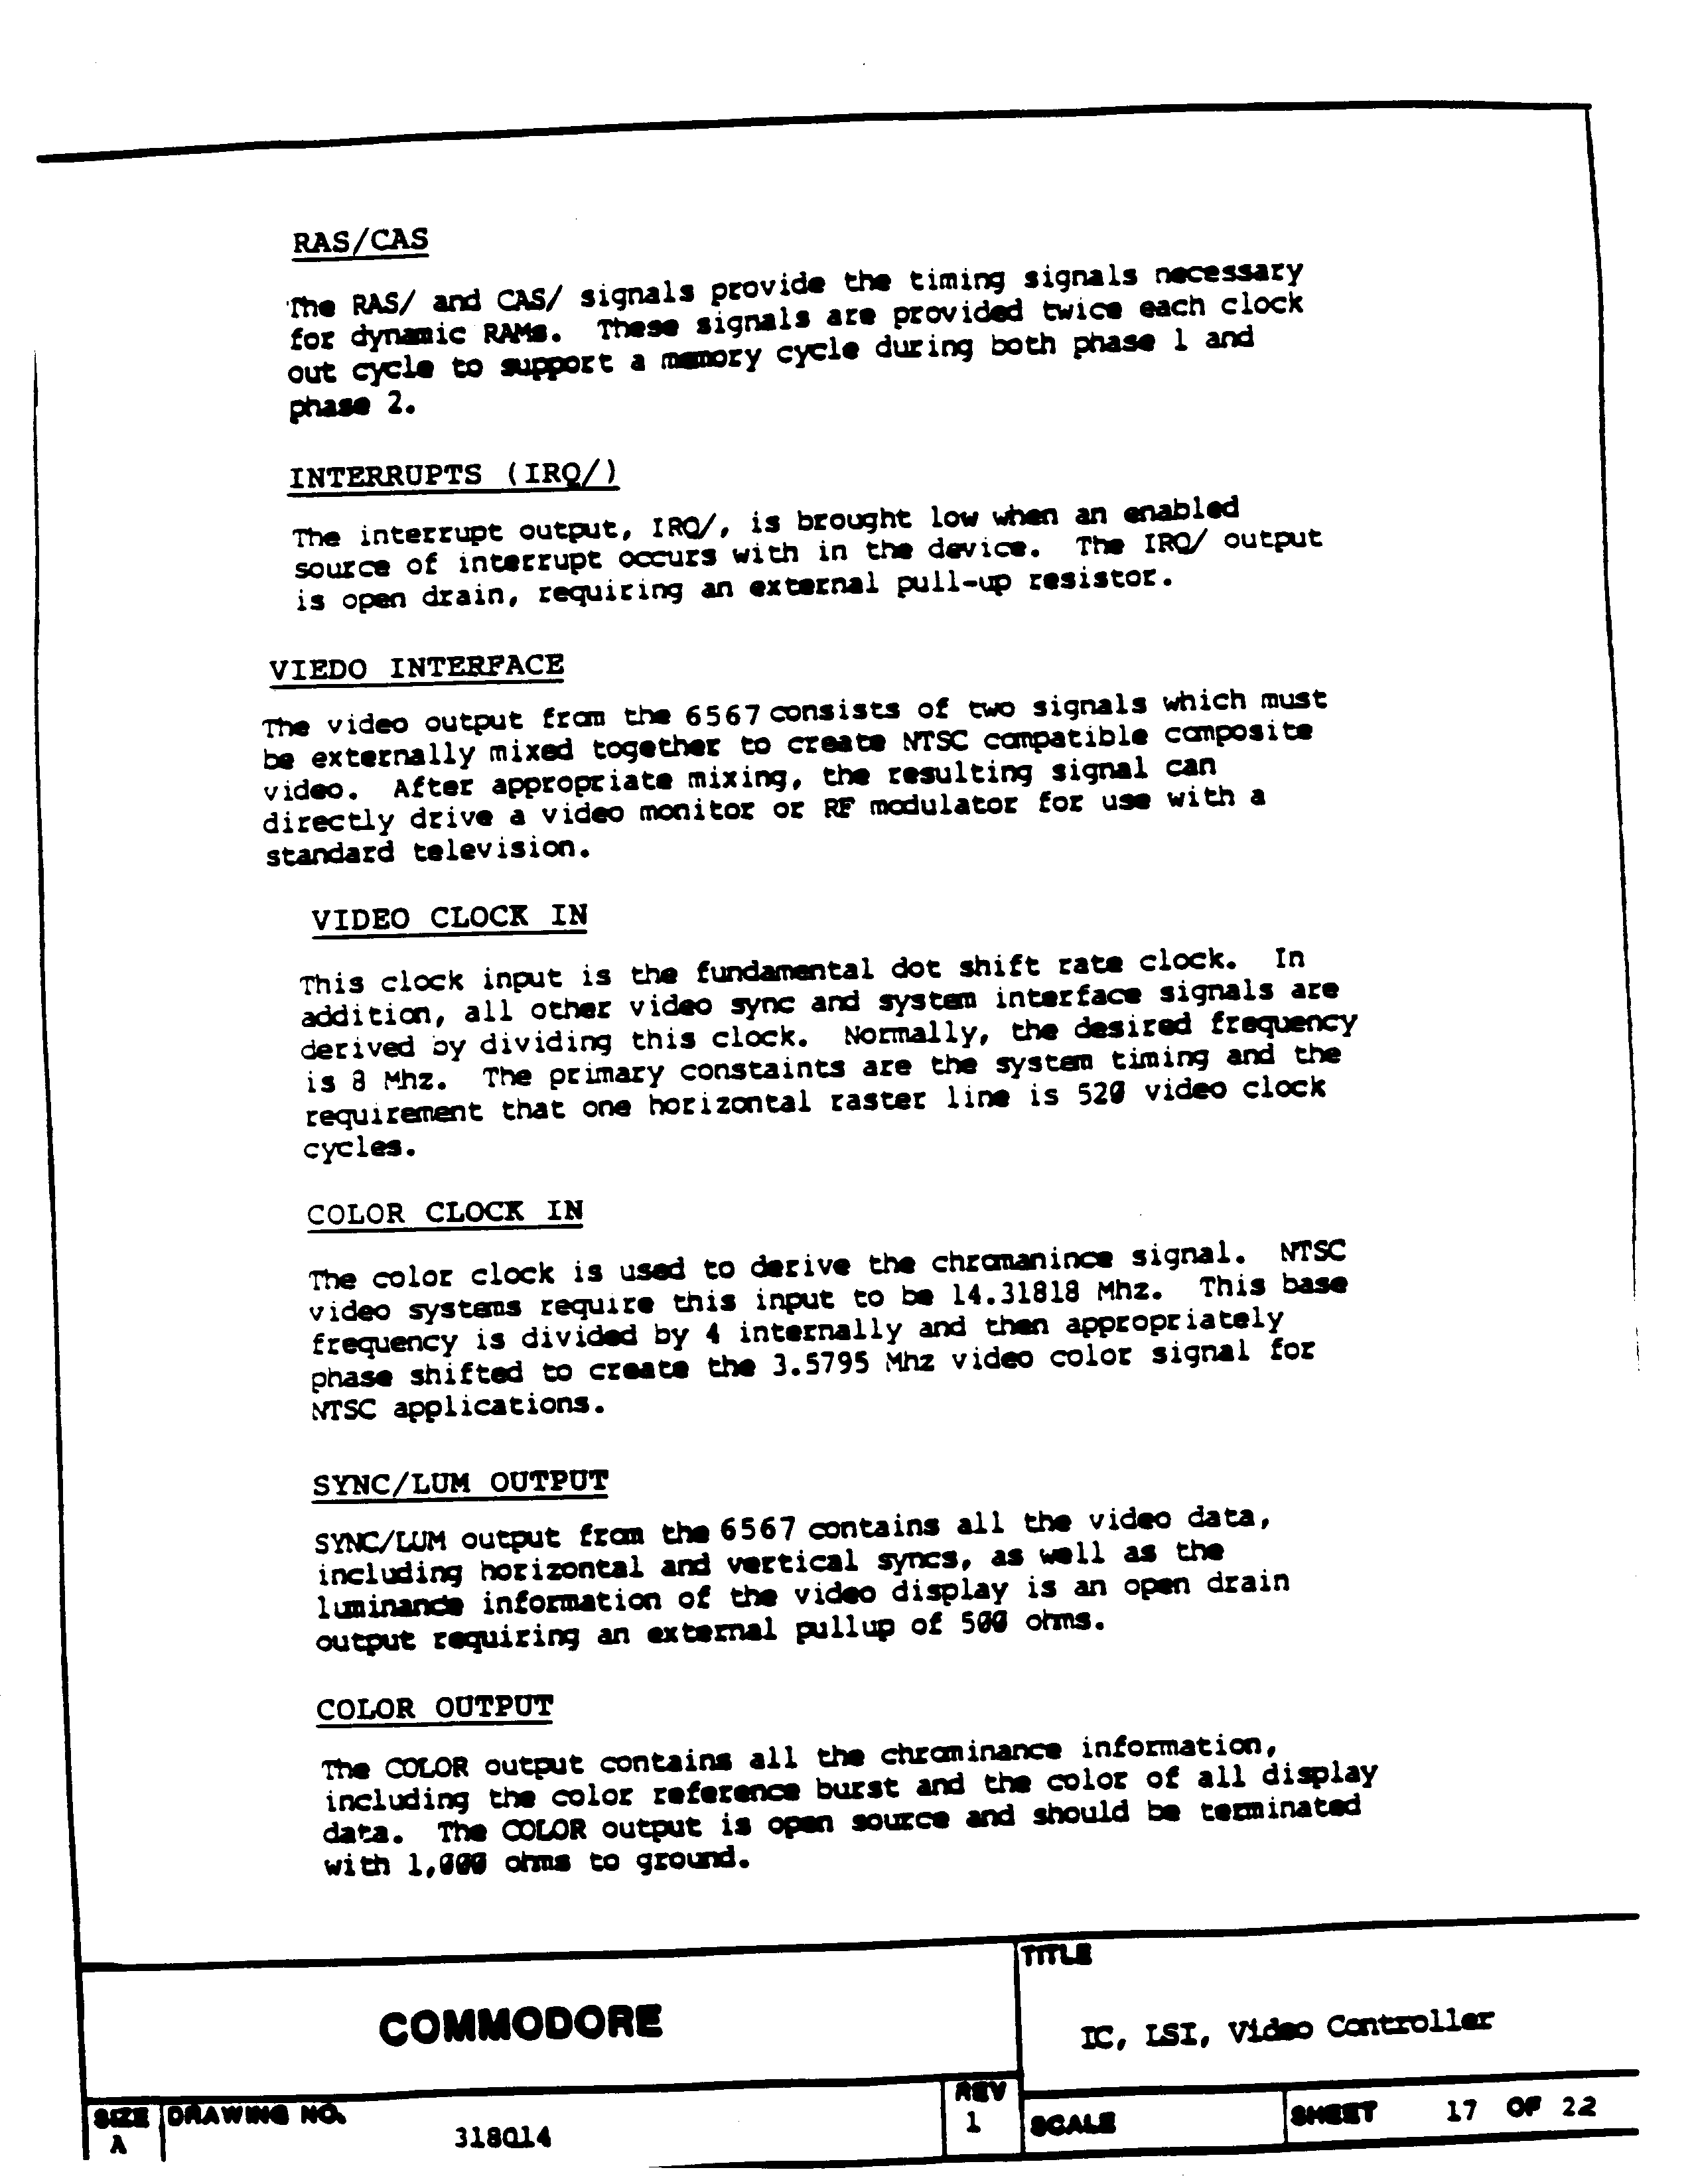 RAS/CAS
The RAS/ and CAS/ signals provide the timing signals necessary
for dynamic RAMs. These signals are provided twice each clock
out cycle to support a memory cycle during both phase 1 and
phase 2.
INTERRUPTS (IRQ/)
The interrupt output, IRQ/, is brought low when an enabled
source of interrupt occurs with in the device. The IRQ/ output
is open drain, requiring an external pull-up resistor.
VIEDO INTERFACE
The video output from the 6567 consists of two signals which must
be externally mixed together to create NTSC compatible composite
video. After appropriate mixing, the resulting signal can
directly drive a video monitor or RF modulator for use with a
standard television.
VIDEO CLOCK IN
This clock input is the fundamental dot shift rate clock. In
addition, all other video sync and system interface signals are
derived by dividing this clock. Normally, the desired frequency
is 8 Mhz. The primary constaints are the system timing and the
requirement that one horizontal raster line is 520 video clock
cycles.
COLOR CLOCK IN
The color clock is used to derive the chromanince signal. NTSC
video systems require this input to be 14.31818 Mhz. This base
frequency is divided by 4 internally and then appropriately
phase shifted to create the 3.5795 Mhz video color signal for
NTSC applications.
SYNC/LUM OUTPUT
SYNC/LUM output from the 6567 contains all the video data,
including horizontal and vertical syncs, as well as the
luminance information of the video display is an open drain
output requiring an external pullup of 500 ohms.
COLOR OUTPUT
The COLOR output contains all the chrominance information,
including the color reference burst and the color of all display
data. The COLOR output is open source and should be terminated
with 1,000 ohms to ground.
COMMODORE
TITLE
IC, LSI, Video Controller
SIZE
A
DRAWING NO.
318014
REV
1
SCALE
SHEET 17 OF 22